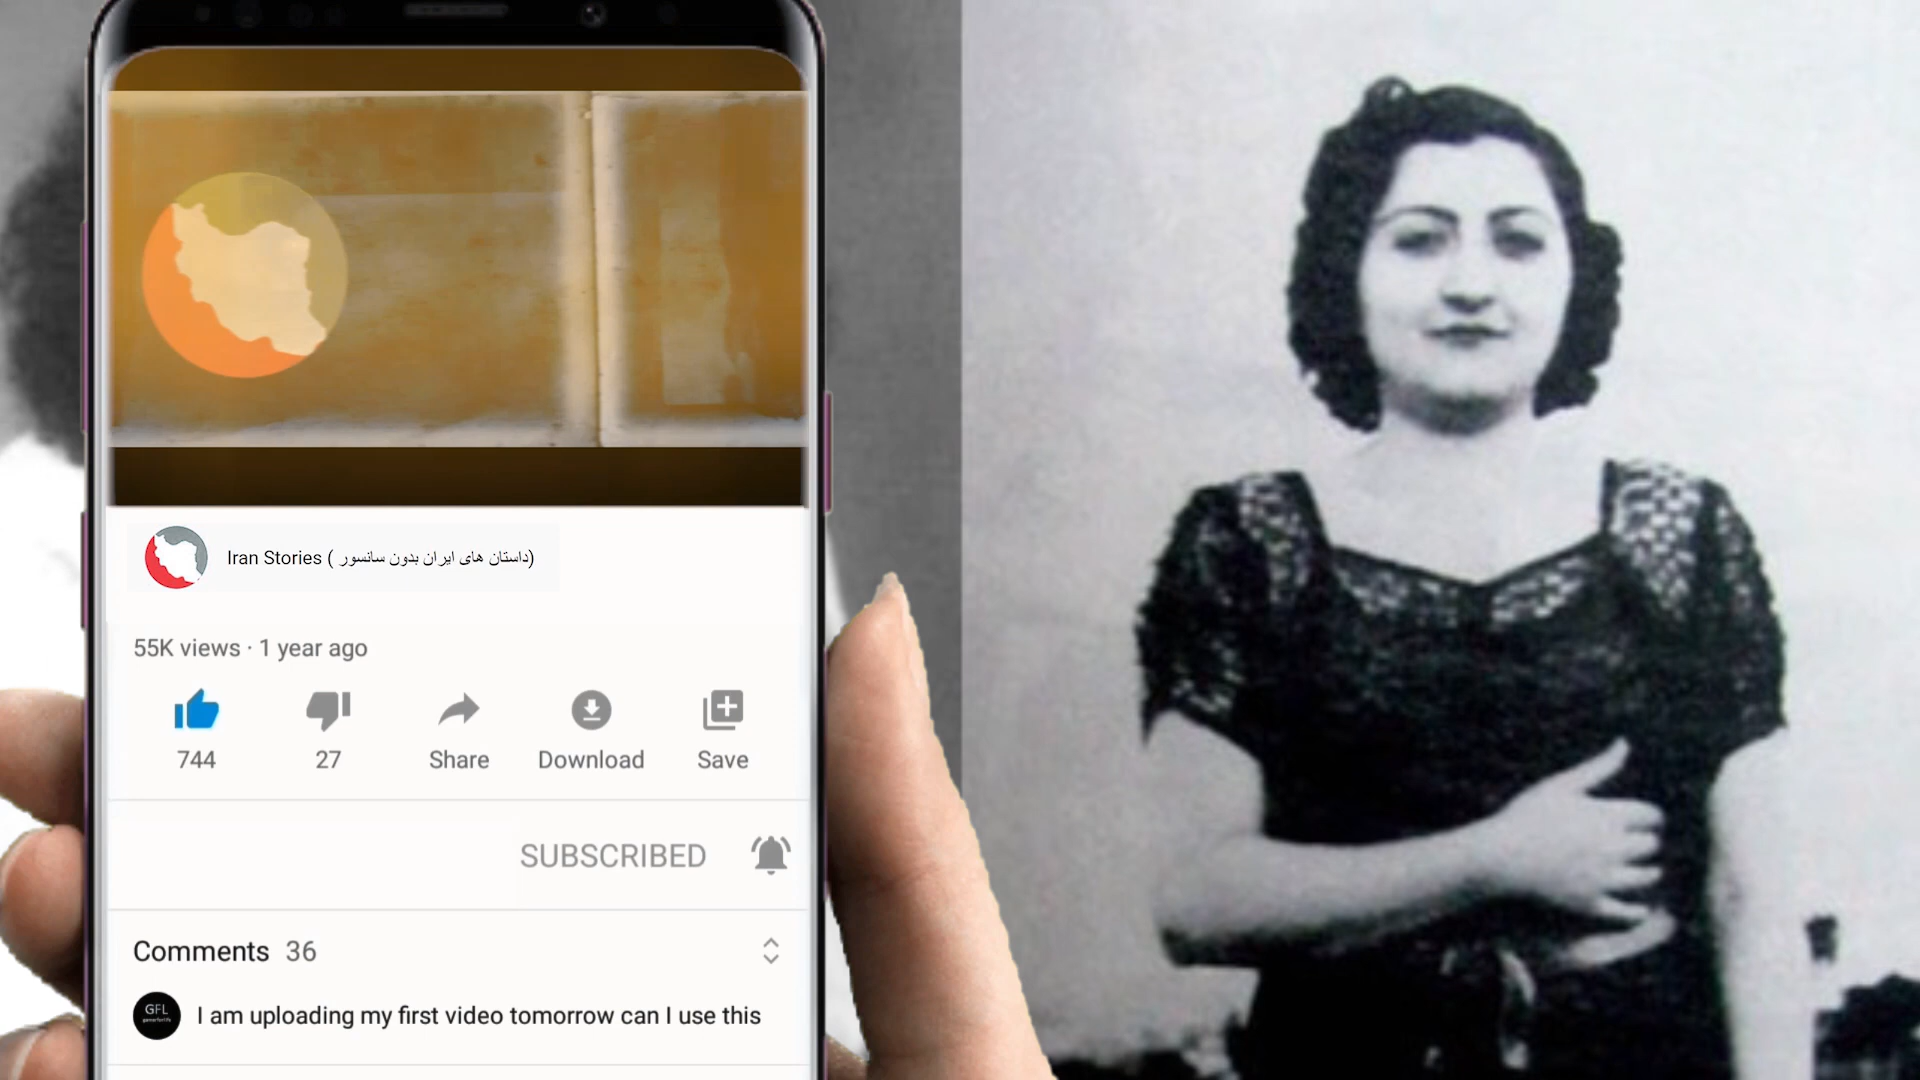 Iran Stories ( داستان های ایران بدون سانسور)
55K views · 1 year ago
744 27 Share Download Save
SUBSCRIBED
Comments 36
GFL
I am uploading my first video tomorrow can I use this